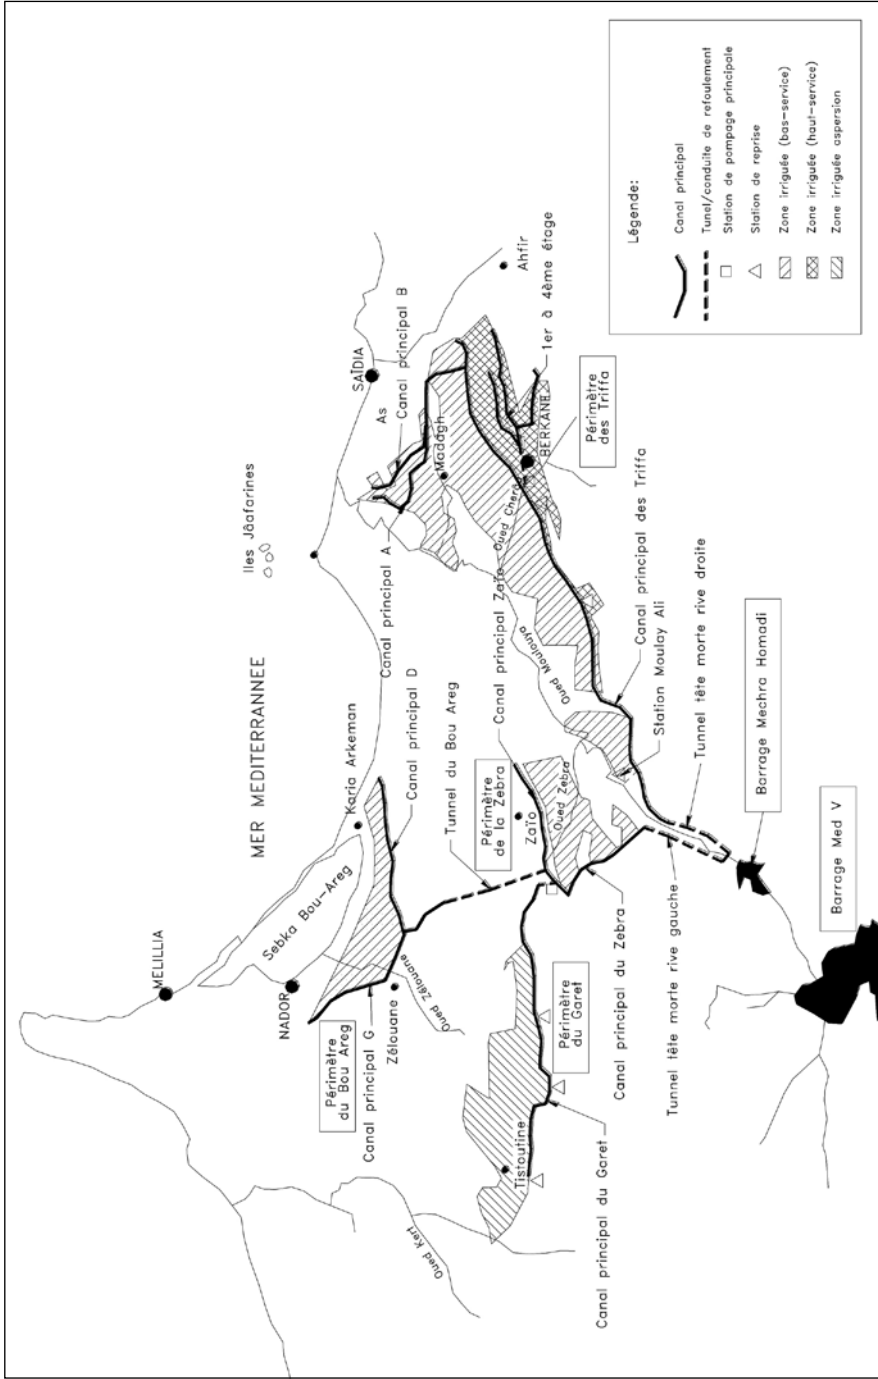 MER MEDITERRANNEE
MELILLIA
NADOR
Sebka Bou-Areg
Karia Arkeman
Iles Jâafarines
SAÏDIA
As
Ahfir
Canal principal B
Canal principal A
Madagh
1er à 4ème étage
BERKANE
Périmètre
des Triffa
Canal principal D
Canal principal Zaïo
Oued Moulouya
Tunnel du Bou Areg
Périmètre
de la Zebra
Zaïo
Oued Zebra
Canal principal des Triffa
Station Moulay Ali
Tunnel tête morte rive droite
Barrage Mechra Homadi
Barrage Med V
Tunnel tête morte rive gauche
Canal principal du Zebra
Périmètre
du Garet
Canal principal du Garet
Tistoutine
Oued Zélouane
Zélouane
Canal principal G
Périmètre
du Bou Areg
Oued Kert
Légende:
Canal principal
Tunel/conduite de refoulement
Station de pompage principale
Station de reprise
Zone irriguée (bas-service)
Zone irriguée (haut-service)
Zone irriguée aspersion